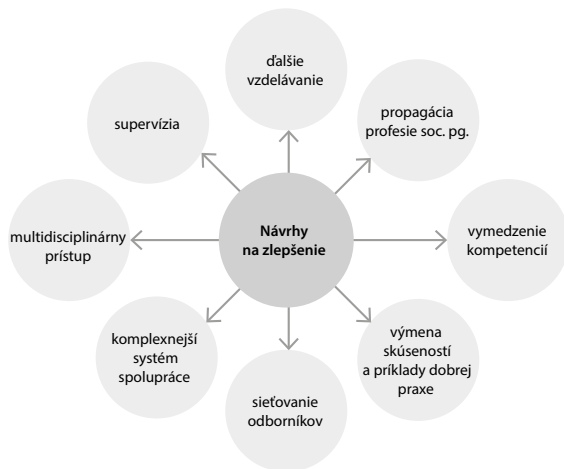 ďalšie
vzdelávanie
propagácia
profesie soc. pg.
supervízia
Návrhy
na zlepšenie
vymedzenie
kompetencií
multidisciplinárny
prístup
komplexnejší
systém
spolupráce
výmena
skúseností
a príklady dobrej
praxe
sieťovanie
odborníkov